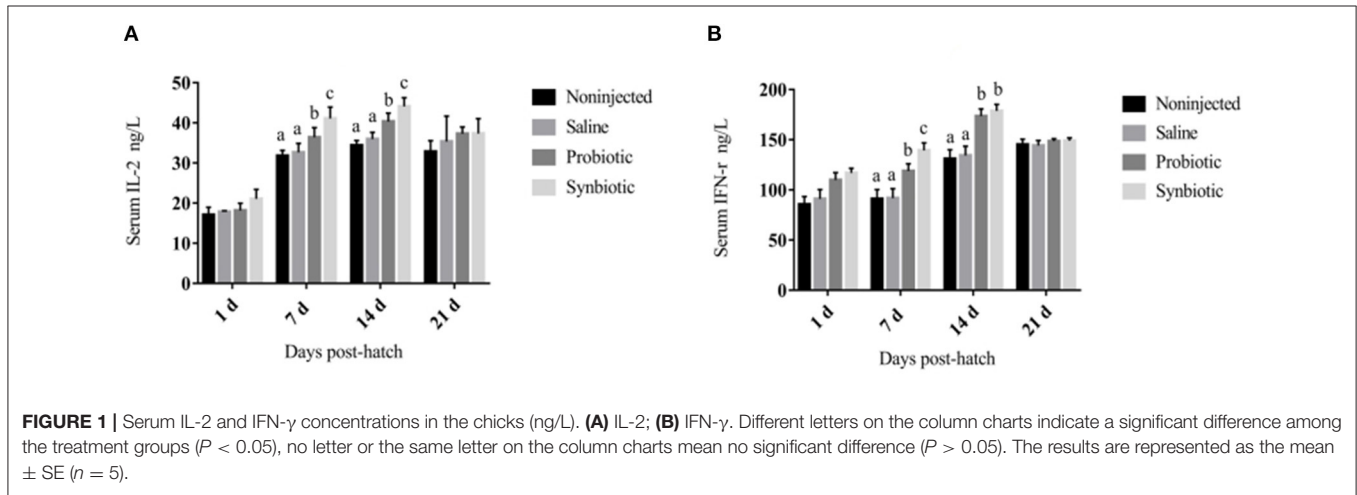 A
Serum IL-2 ng/L
50
40
30
20
10
0
a a b c
a a b c
1 d 7 d 14 d 21 d
Days post-hatch
Noninjected
Saline
Probiotic
Synbiotic
B
Serum IFN-r ng/L
200
150
100
50
0
a a b c
a a b b
1 d 7 d 14 d 21 d
Days post-hatch
Noninjected
Saline
Probiotic
Synbiotic
FIGURE 1 | Serum IL-2 and IFN-γ concentrations in the chicks (ng/L). (A) IL-2; (B) IFN-γ. Different letters on the column charts indicate a significant difference among
the treatment groups (P < 0.05), no letter or the same letter on the column charts mean no significant difference (P > 0.05). The results are represented as the mean
± SE (n = 5).